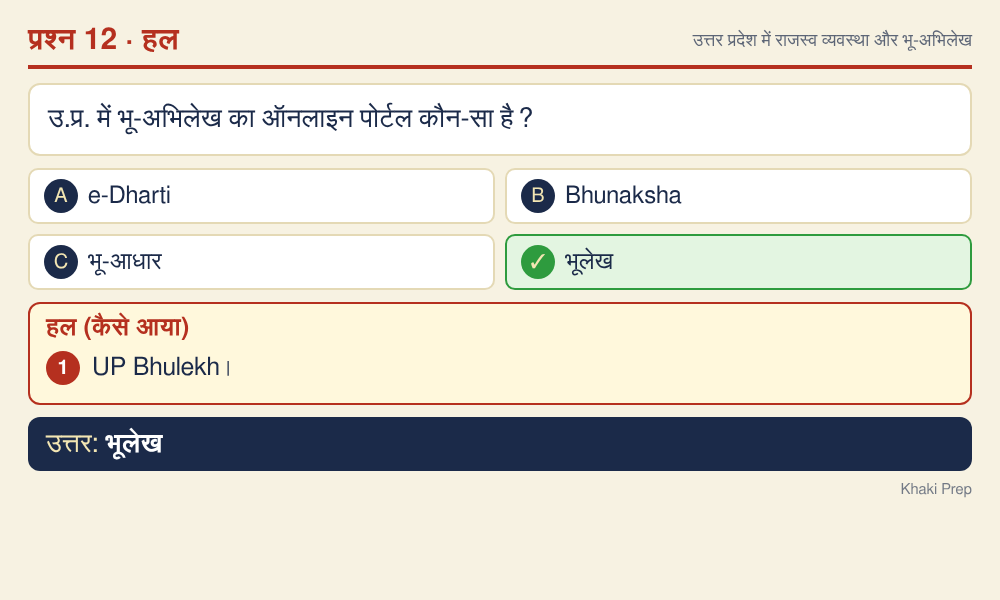 प्रश्न 12 · हल
उत्तर प्रदेश में राजस्व व्यवस्था और भू-अभिलेख
उ.प्र. में भू-अभिलेख का ऑनलाइन पोर्टल कौन-सा है ?
A e-Dharti
B Bhunaksha
C भू-आधार
✓ भूलेख
हल (कैसे आया)
1 UP Bhulekh।
उत्तर: भूलेख
Khaki Prep